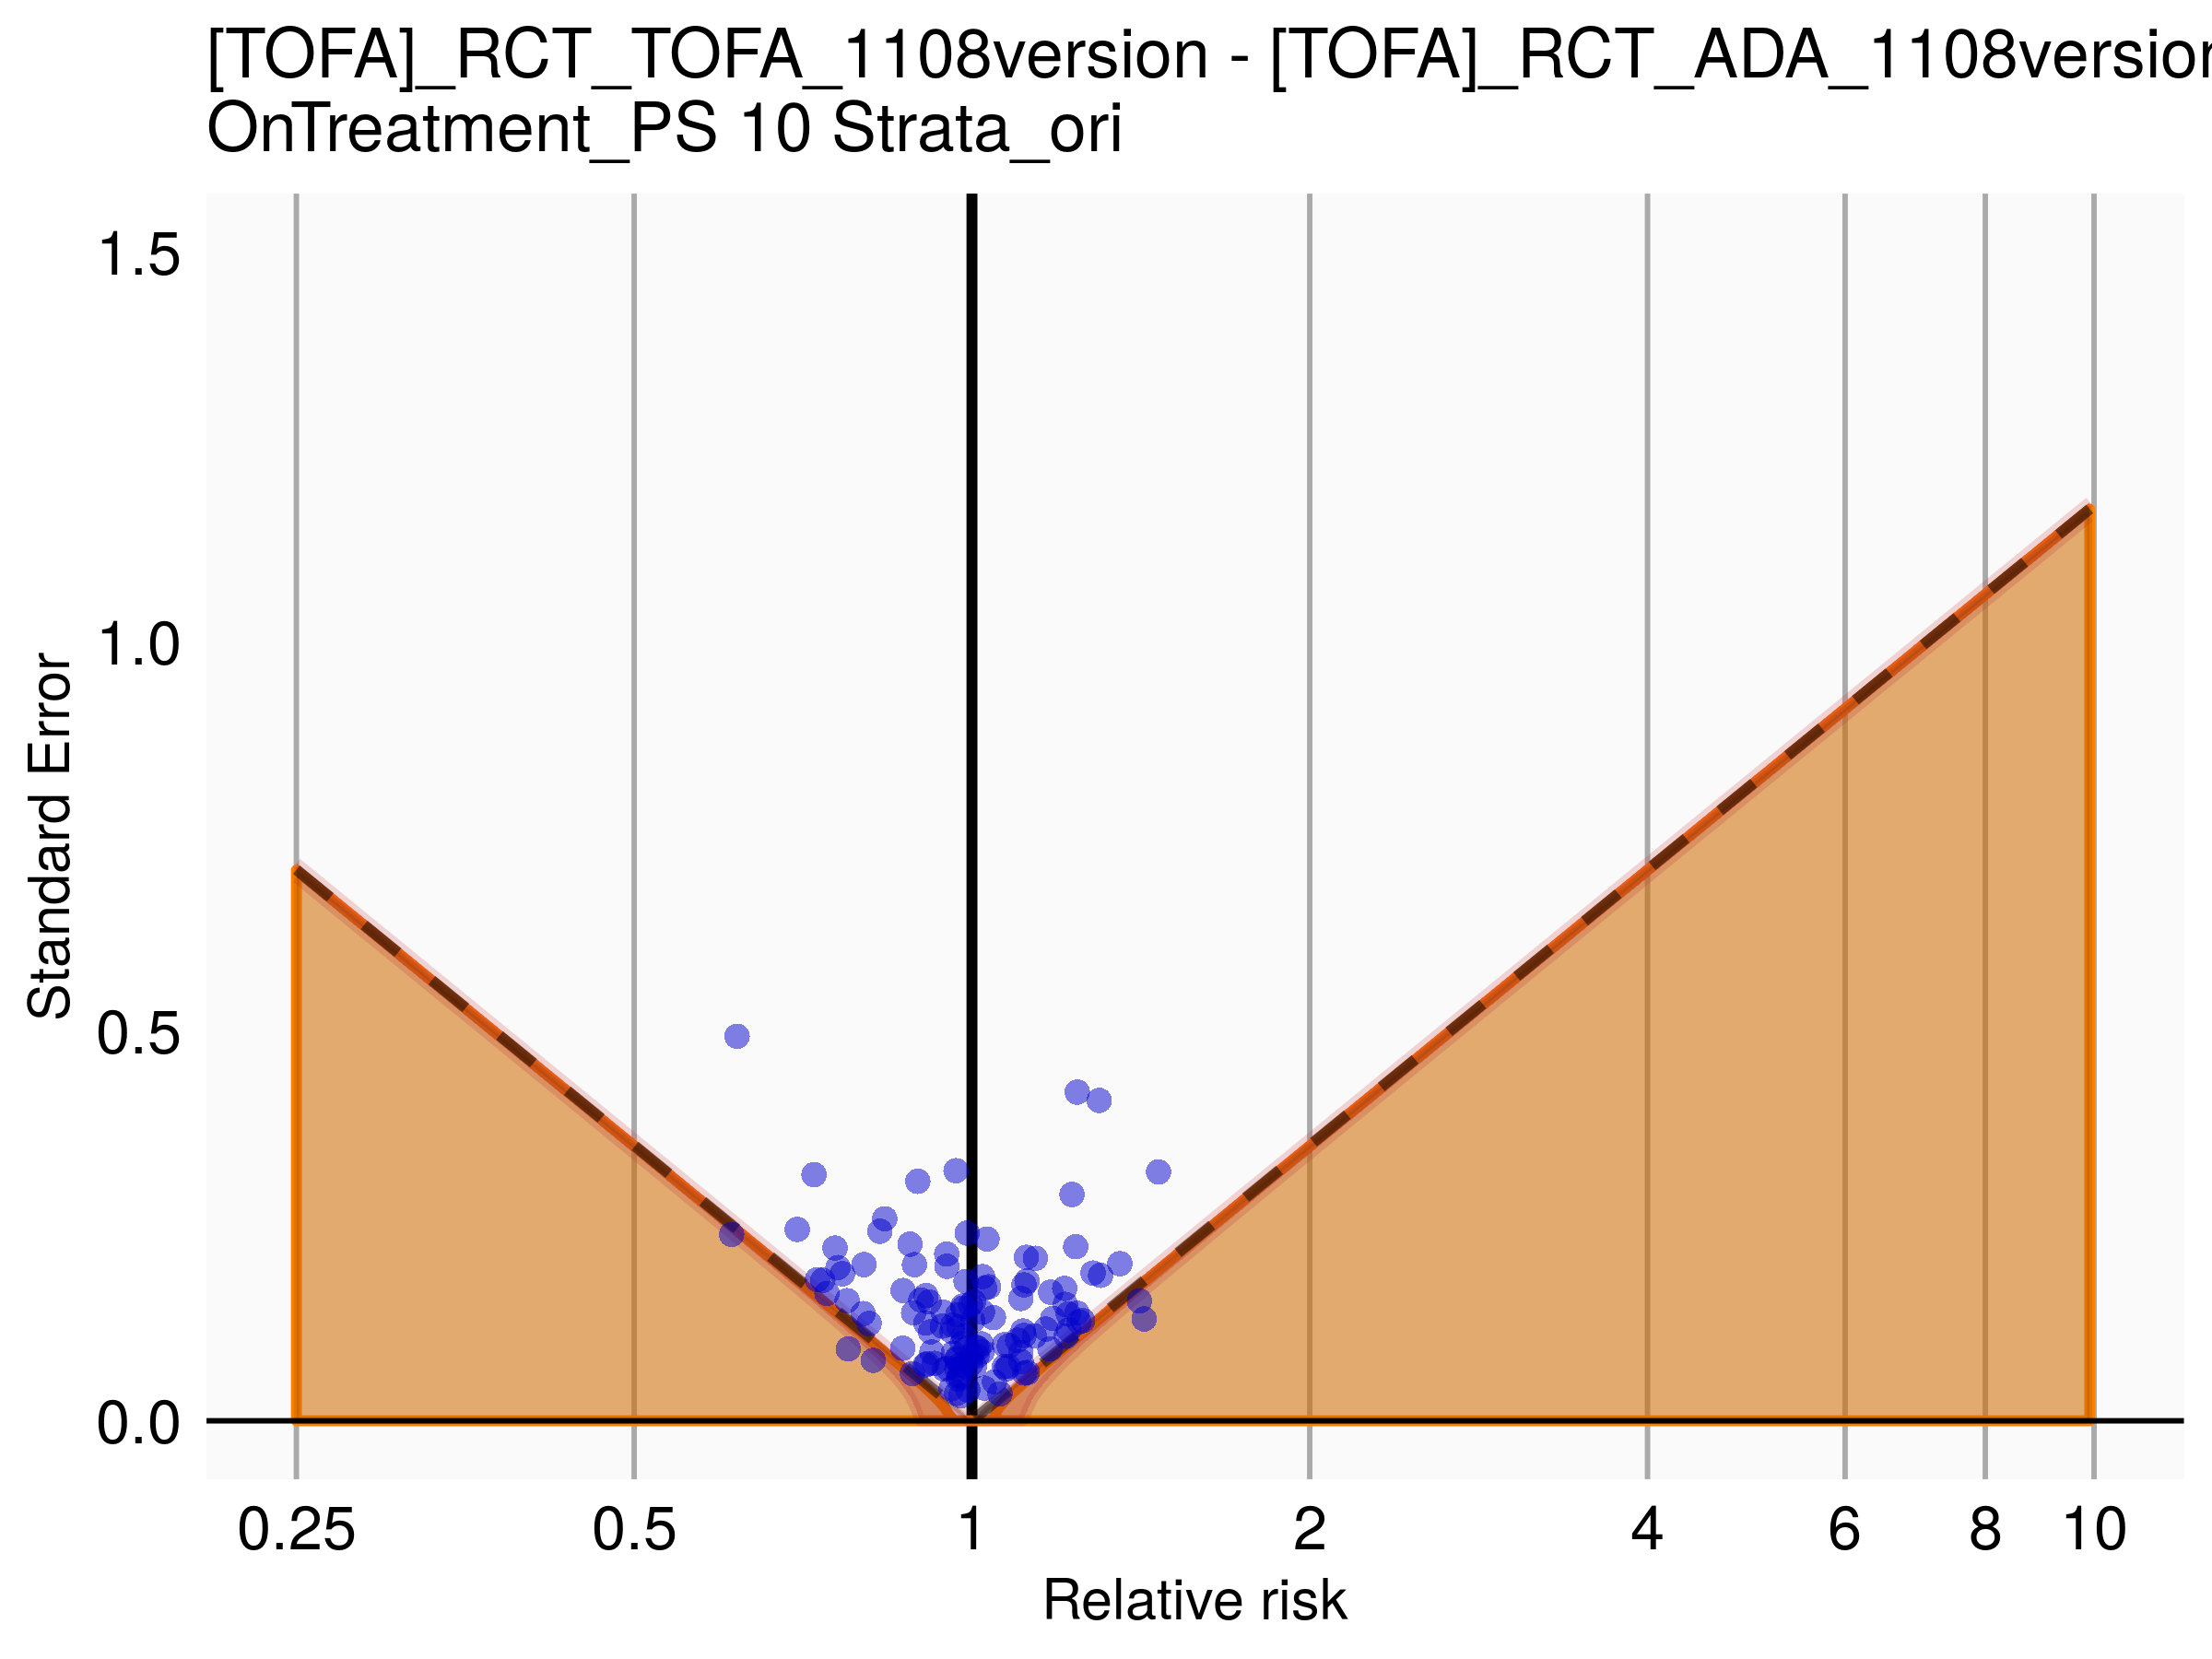 [TOFA]_RCT_TOFA_1108version - [TOFA]_RCT_ADA_1108version
OnTreatment_PS 10 Strata_ori
1.5
1.0
0.5
0.0
Standard Error
0.25 0.5 1 2 4 6 8 10
Relative risk